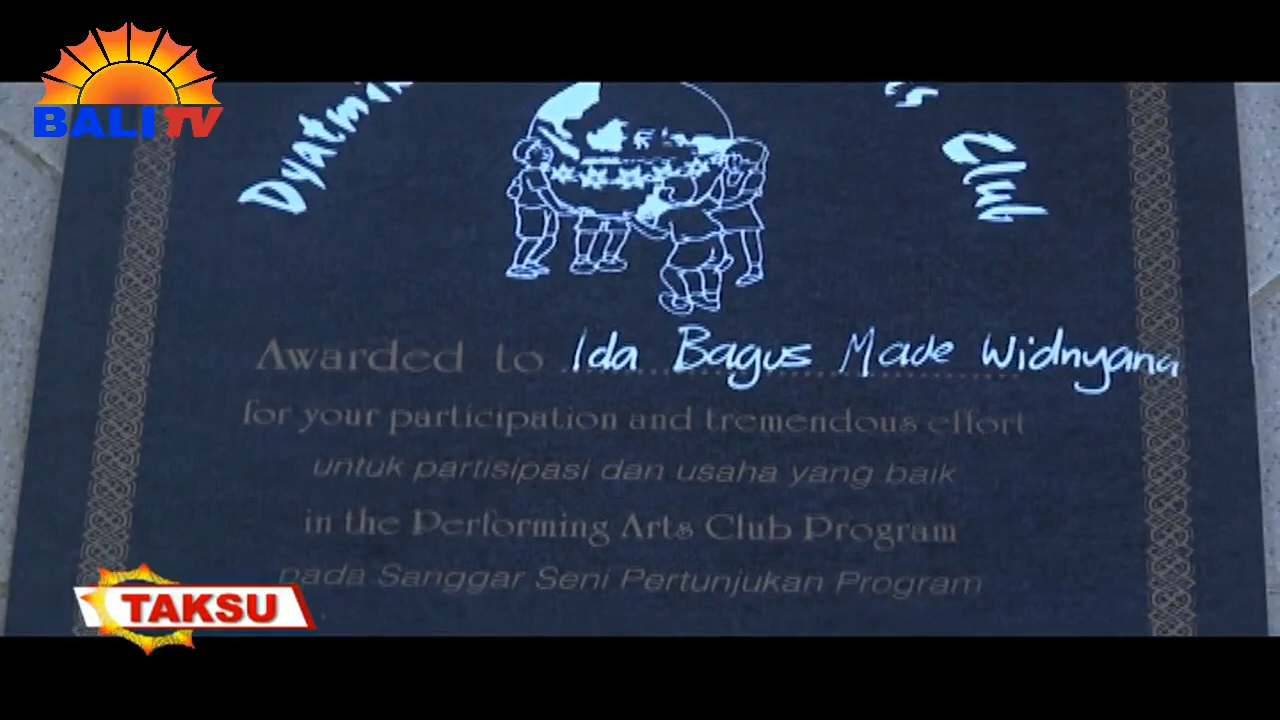 BALI TV
Club
Awarded to Ida Bagus Made Widnyana
for your participation and tremendous effort
untuk partisipasi dan usaha yang baik
in the Performing Arts Club Program
pada Sanggar Seni Pertunjukan Program
TAKSU